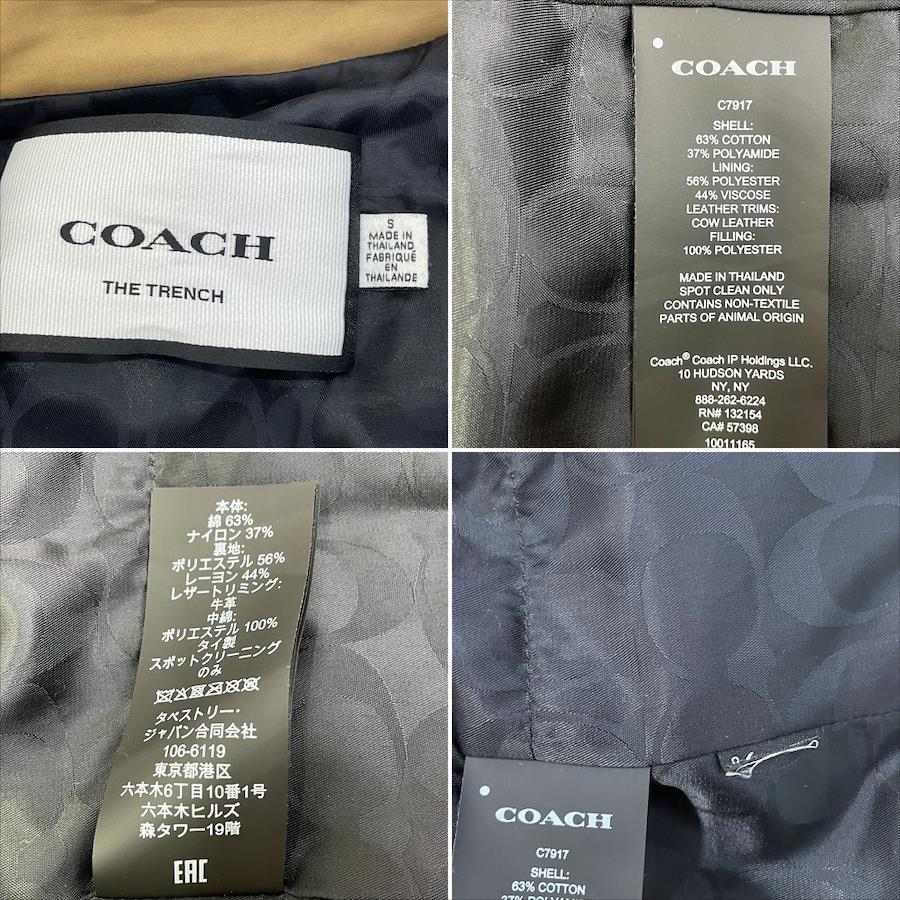 COACH
THE TRENCH
S
MADE IN
THAILAND
FABRIQUÉ
EN
THAÏLANDE
COACH
C7917
SHELL:
63% COTTON
37% POLYAMIDE
LINING:
56% POLYESTER
44% VISCOSE
LEATHER TRIMS:
COW LEATHER
FILLING:
100% POLYESTER
MADE IN THAILAND
SPOT CLEAN ONLY
CONTAINS NON-TEXTILE
PARTS OF ANIMAL ORIGIN
Coach® Coach IP Holdings LLC.
10 HUDSON YARDS
NY, NY
888-262-6224
RN# 132154
CA# 57398
10011165
本体:
綿 63%
ナイロン 37%
裏地:
ポリエステル 56%
レーヨン 44%
レザートリミング:
牛革
中綿:
ポリエステル 100%
タイ製
スポットクリーニング
のみ
タペストリー・
ジャパン合同会社
106-6119
東京都港区
六本木6丁目10番1号
六本木ヒルズ
森タワー19階
EAC
COACH
C7917
SHELL:
63% COTTON
37% POLYAMIDE